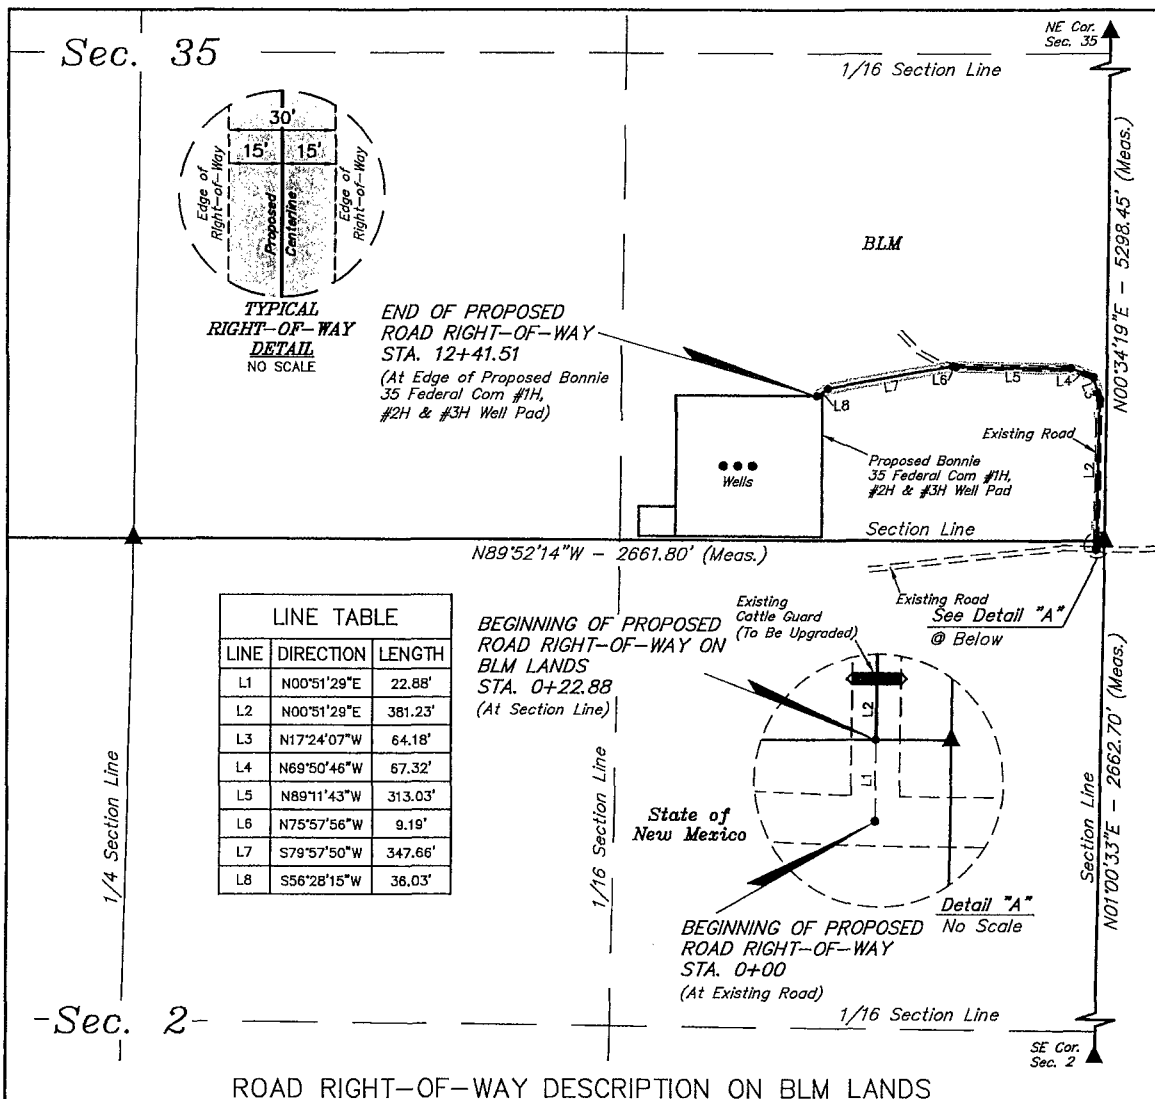 Sec. 35
NE Cor.
Sec. 35
1/16 Section Line
30'
15' 15'
Edge of
Right-of-Way
Proposed
Centerline
Edge of
Right-of-Way
TYPICAL
RIGHT-OF-WAY
DETAIL
NO SCALE
END OF PROPOSED
ROAD RIGHT-OF-WAY
STA. 12+41.51
(At Edge of Proposed Bonnie
35 Federal Com #1H,
#2H & #3H Well Pad)
BLM
N00°34'19"E - 5298.45' (Meas.)
L8
L7
L6
L5
L4
L3
L2
Existing Road
Wells
Proposed Bonnie
35 Federal Com #1H,
#2H & #3H Well Pad
Section Line
N89°52'14"W - 2661.80' (Meas.)
Existing Road
See Detail "A"
@ Below
LINE TABLE
LINE DIRECTION LENGTH
L1 N00°51'29"E 22.88'
L2 N00°51'29"E 381.23'
L3 N17°24'07"W 64.18'
L4 N69°50'46"W 67.32'
L5 N89°11'43"W 313.03'
L6 N75°57'56"W 9.19'
L7 S79°57'50"W 347.66'
L8 S56°28'15"W 36.03'
BEGINNING OF PROPOSED
ROAD RIGHT-OF-WAY ON
BLM LANDS
STA. 0+22.88
(At Section Line)
Existing
Cattle Guard
(To Be Upgraded)
L2
L1
State of
New Mexico
Detail "A"
No Scale
BEGINNING OF PROPOSED
ROAD RIGHT-OF-WAY
STA. 0+00
(At Existing Road)
1/4 Section Line
1/16 Section Line
Section Line
N01°00'33"E - 2662.70' (Meas.)
-Sec. 2-
1/16 Section Line
SE Cor.
Sec. 2
ROAD RIGHT-OF-WAY DESCRIPTION ON BLM LANDS